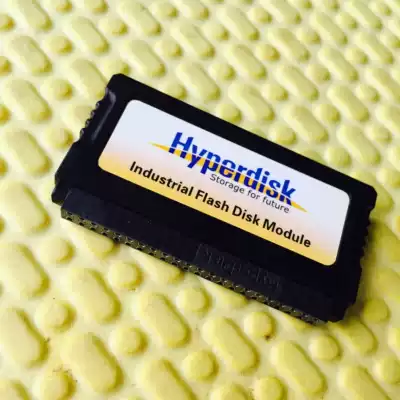 Hyperdisk
Storage for future
Industrial Flash Disk Module